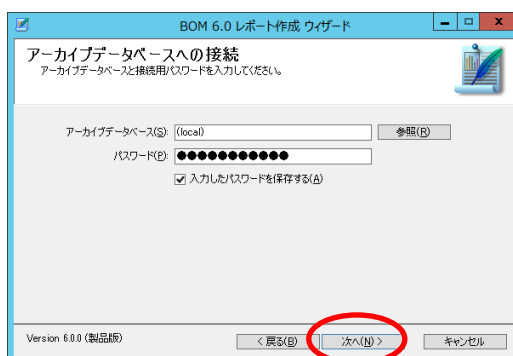 BOM 6.0 レポート作成 ウィザード
アーカイブデータベースへの接続
アーカイブデータベースと接続用パスワードを入力してください。
アーカイブデータベース(S): (local) 参照(R)
パスワード(P): ●●●●●●●●●●●
入力したパスワードを保存する(A)
Version 6.0.0 (製品版) < 戻る(B) 次へ(N) > キャンセル